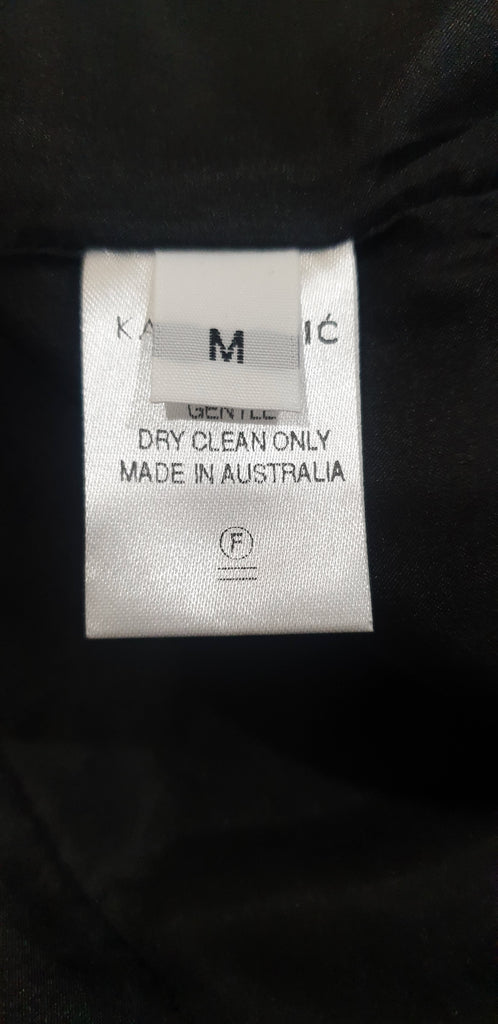 M
GENTLE
DRY CLEAN ONLY
MADE IN AUSTRALIA
F